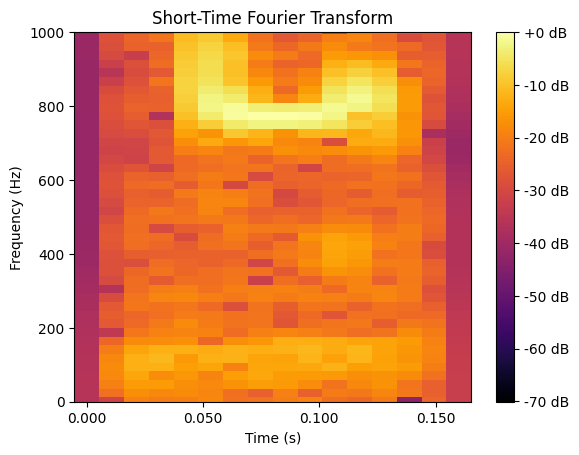 Short-Time Fourier Transform
Frequency (Hz)
1000
800
600
400
200
0
0.000 0.050 0.100 0.150
Time (s)
+0 dB
-10 dB
-20 dB
-30 dB
-40 dB
-50 dB
-60 dB
-70 dB